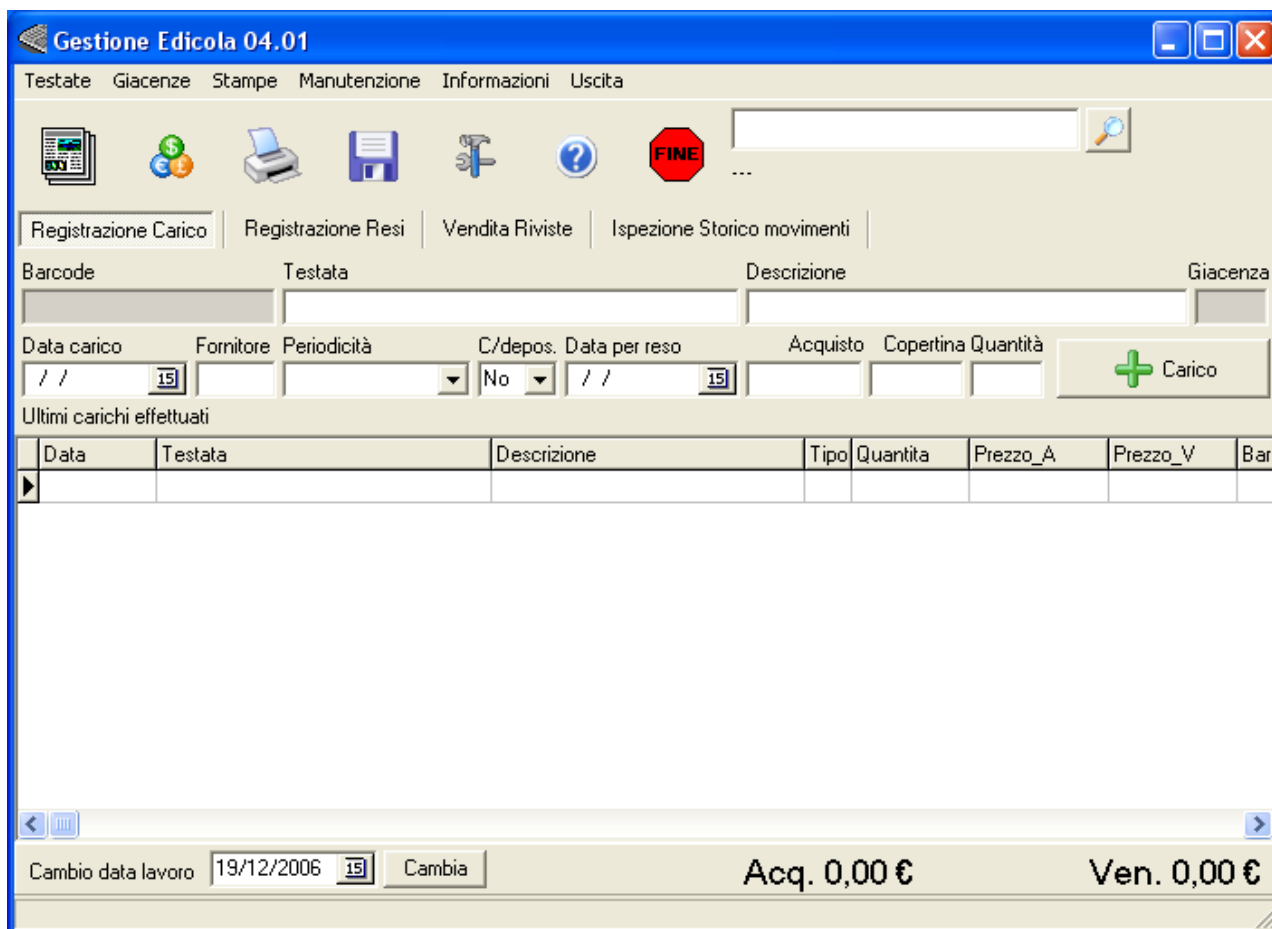 Gestione Edicola 04.01
Testate Giacenze Stampe Manutenzione Informazioni Uscita
FINE
...
Registrazione Carico Registrazione Resi Vendita Riviste Ispezione Storico movimenti
Barcode Testata Descrizione Giacenza
Data carico Fornitore Periodicità C/depos. Data per reso Acquisto Copertina Quantità
/ / 15 No / / 15 Carico
Ultimi carichi effettuati
Data Testata Descrizione Tipo Quantita Prezzo_A Prezzo_V Bar
Cambio data lavoro 19/12/2006 15 Cambia Acq. 0,00 € Ven. 0,00 €